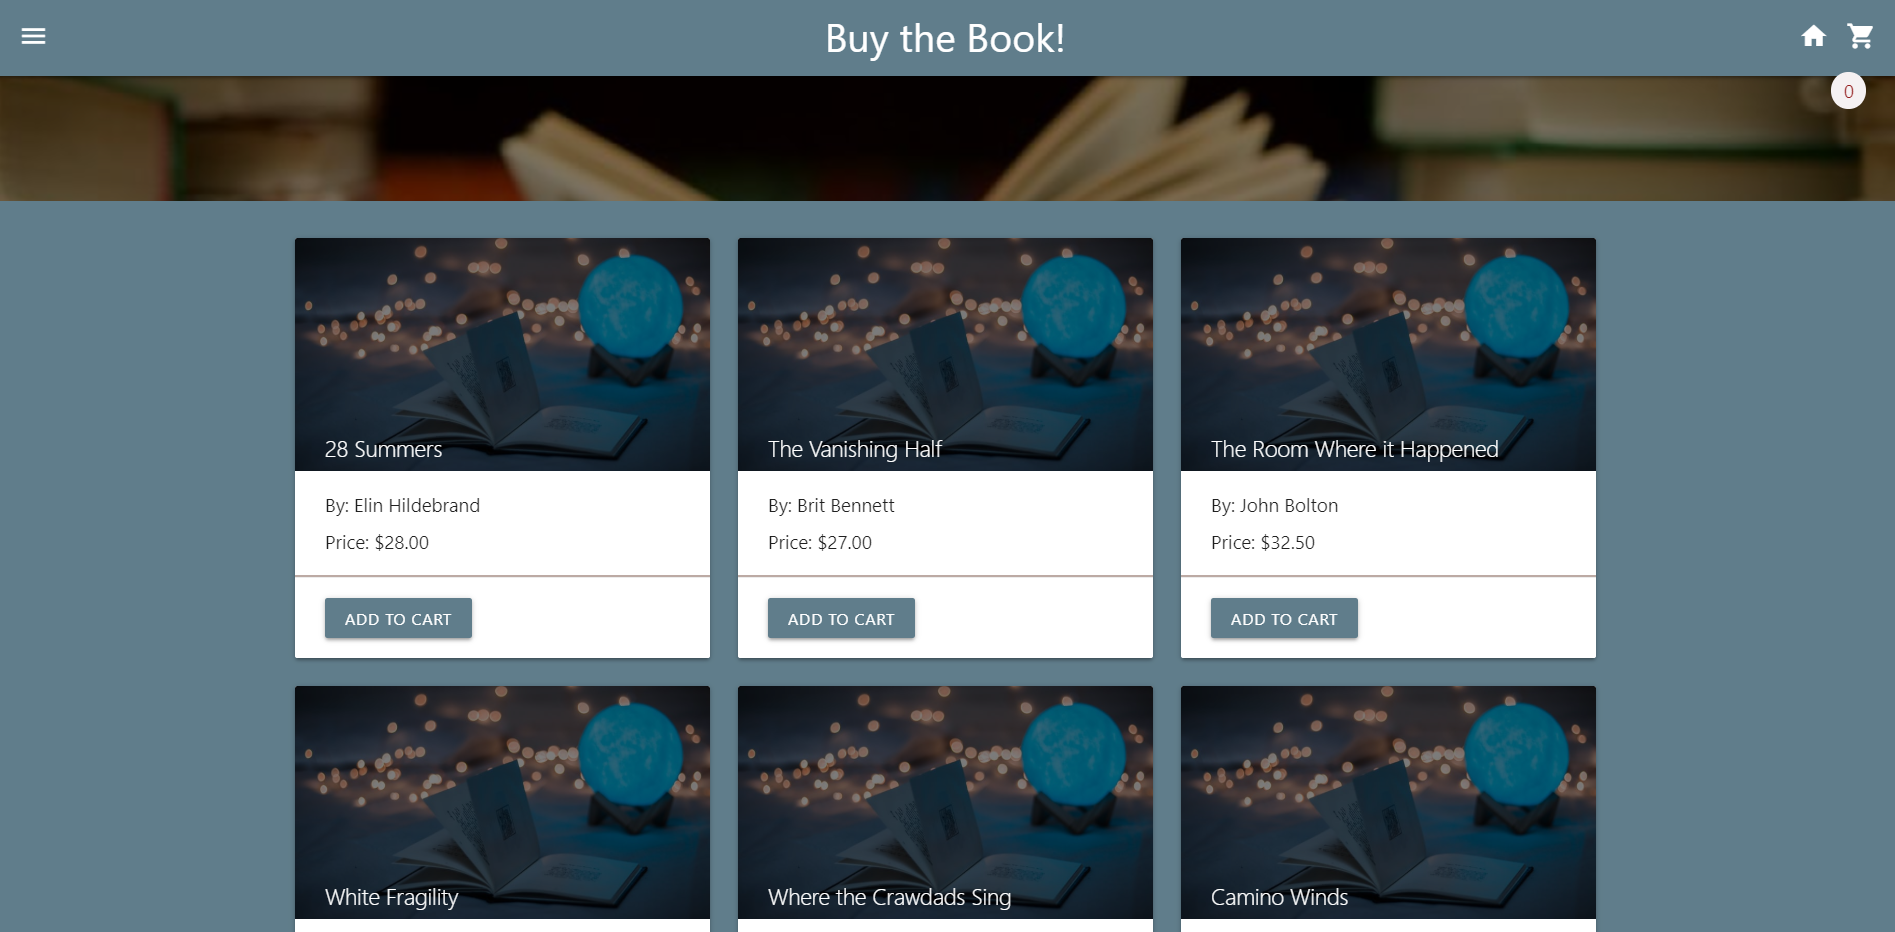 Buy the Book!
0
28 Summers
The Vanishing Half
The Room Where it Happened
By: Elin Hildebrand
By: Brit Bennett
By: John Bolton
Price: $28.00
Price: $27.00
Price: $32.50
ADD TO CART
ADD TO CART
ADD TO CART
White Fragility
Where the Crawdads Sing
Camino Winds